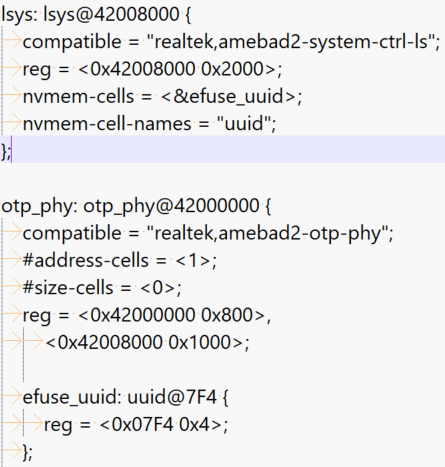 lsys: lsys@42008000 {
compatible = "realtek,amebad2-system-ctrl-ls";
reg = <0x42008000 0x2000>;
nvmem-cells = <&efuse_uuid>;
nvmem-cell-names = "uuid";
};
otp_phy: otp_phy@42000000 {
compatible = "realtek,amebad2-otp-phy";
#address-cells = <1>;
#size-cells = <0>;
reg = <0x42000000 0x800>,
<0x42008000 0x1000>;
efuse_uuid: uuid@7F4 {
reg = <0x07F4 0x4>;
};